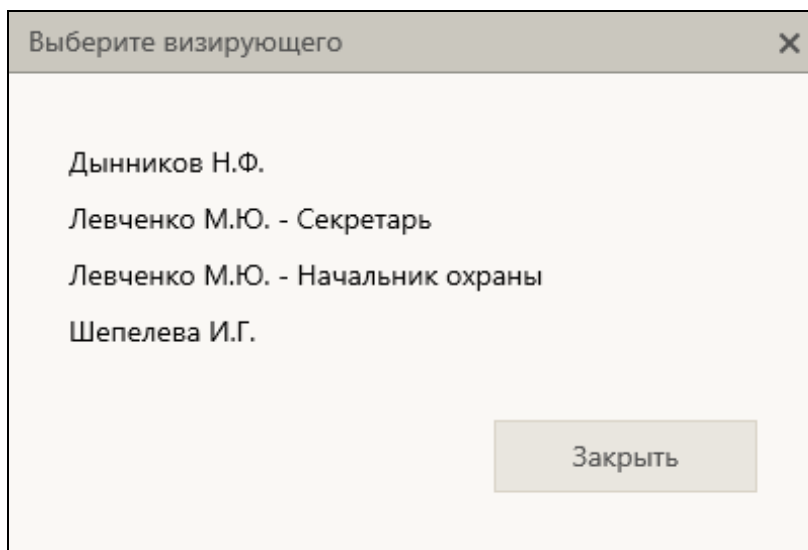 Выберите визирующего
Дынников Н.Ф.
Левченко М.Ю. - Секретарь
Левченко М.Ю. - Начальник охраны
Шепелева И.Г.
Закрыть